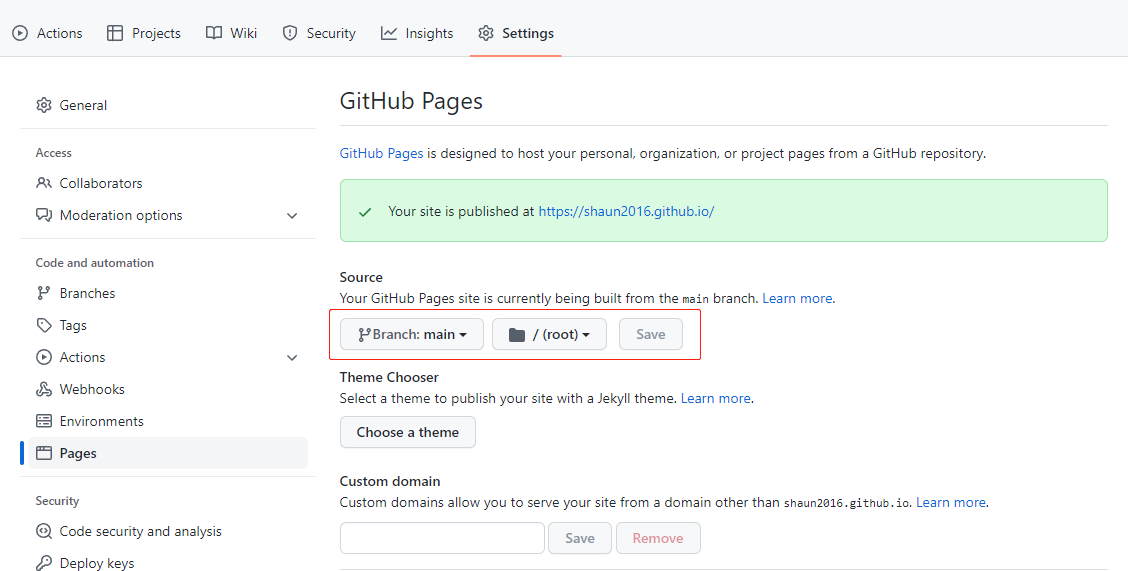 Actions Projects Wiki Security Insights Settings
General
Access
Collaborators
Moderation options
Code and automation
Branches
Tags
Actions
Webhooks
Environments
Pages
Security
Code security and analysis
Deploy keys
GitHub Pages
GitHub Pages is designed to host your personal, organization, or project pages from a GitHub repository.
Your site is published at https://shaun2016.github.io/
Source
Your GitHub Pages site is currently being built from the main branch. Learn more.
Branch: main / (root) Save
Theme Chooser
Select a theme to publish your site with a Jekyll theme. Learn more.
Choose a theme
Custom domain
Custom domains allow you to serve your site from a domain other than shaun2016.github.io. Learn more.
Save Remove